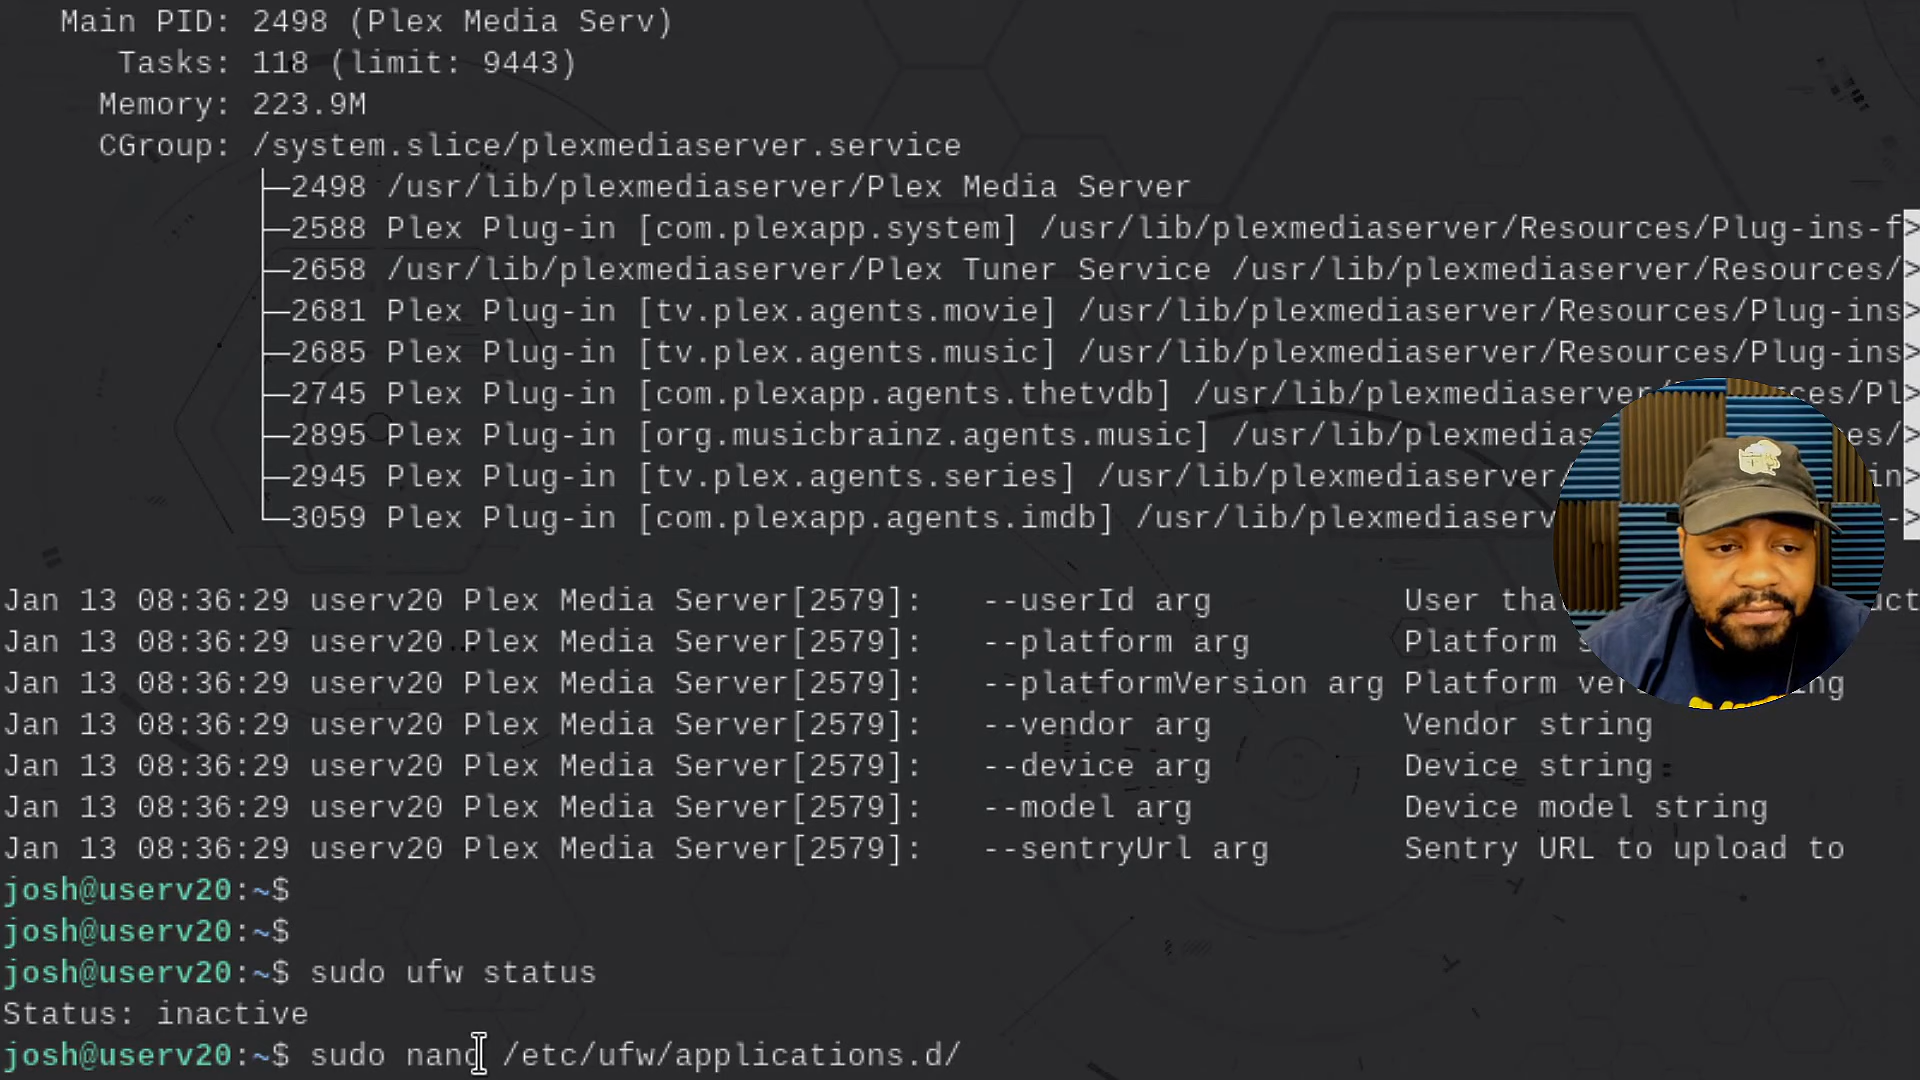 Main PID: 2498 (Plex Media Serv)
Tasks: 118 (limit: 9443)
Memory: 223.9M
CGroup: /system.slice/plexmediaserver.service
├─2498 /usr/lib/plexmediaserver/Plex Media Server
├─2588 Plex Plug-in [com.plexapp.system] /usr/lib/plexmediaserver/Resources/Plug-ins-f>
├─2658 /usr/lib/plexmediaserver/Plex Tuner Service /usr/lib/plexmediaserver/Resources/>
├─2681 Plex Plug-in [tv.plex.agents.movie] /usr/lib/plexmediaserver/Resources/Plug-ins>
├─2685 Plex Plug-in [tv.plex.agents.music] /usr/lib/plexmediaserver/Resources/Plug-ins>
├─2745 Plex Plug-in [com.plexapp.agents.thetvdb] /usr/lib/plexmediaserver/
├─2895 Plex Plug-in [org.musicbrainz.agents.music] /usr/lib/plexmedias
├─2945 Plex Plug-in [tv.plex.agents.series] /usr/lib/plexmediaserver/
└─3059 Plex Plug-in [com.plexapp.agents.imdb] /usr/lib/plexmediaserv
Jan 13 08:36:29 userv20 Plex Media Server[2579]: --userId arg User
Jan 13 08:36:29 userv20 Plex Media Server[2579]: --platform arg Platform
Jan 13 08:36:29 userv20 Plex Media Server[2579]: --platformVersion arg Platform
Jan 13 08:36:29 userv20 Plex Media Server[2579]: --vendor arg Vendor string
Jan 13 08:36:29 userv20 Plex Media Server[2579]: --device arg Device string
Jan 13 08:36:29 userv20 Plex Media Server[2579]: --model arg Device model string
Jan 13 08:36:29 userv20 Plex Media Server[2579]: --sentryUrl arg Sentry URL to upload to
josh@userv20:~$
josh@userv20:~$
josh@userv20:~$ sudo ufw status
Status: inactive
josh@userv20:~$ sudo nano /etc/ufw/applications.d/